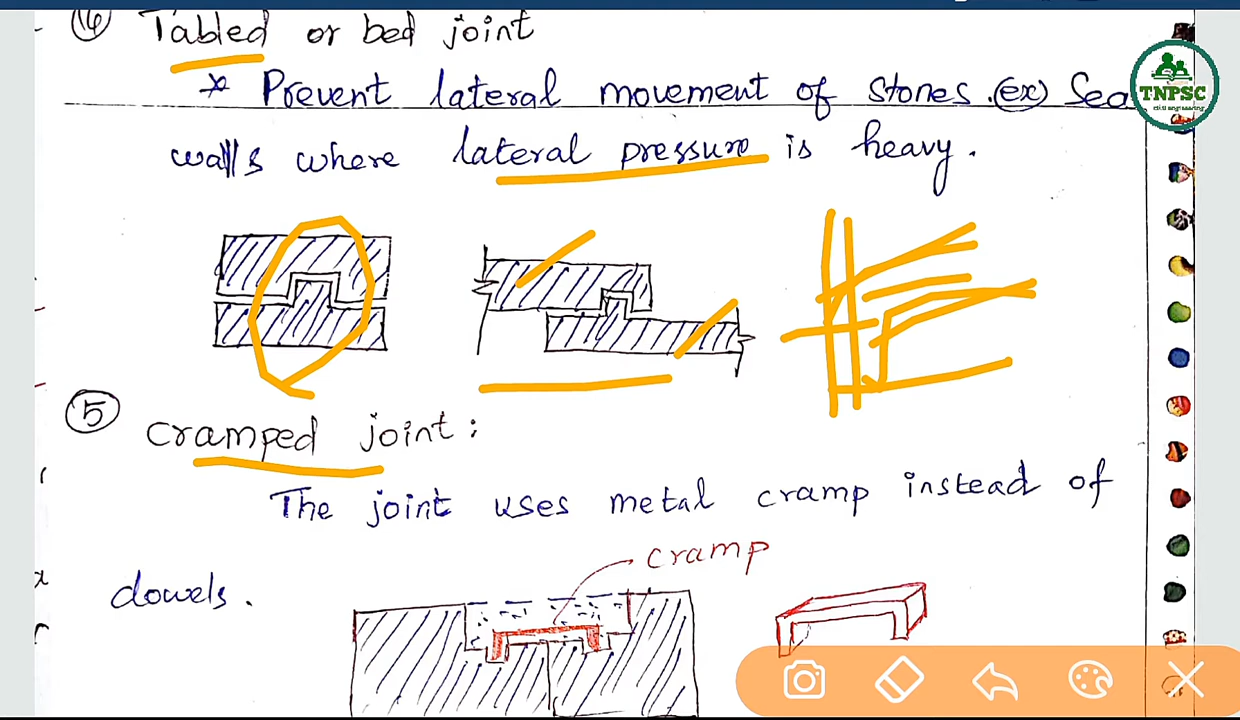 ④ Tabled or bed joint
* Prevent lateral movement of stones. (ex) Sea
walls where lateral pressure is heavy.
⑤ Cramped joint:
The joint uses metal cramp instead of
dowels.
cramp
TNPSC